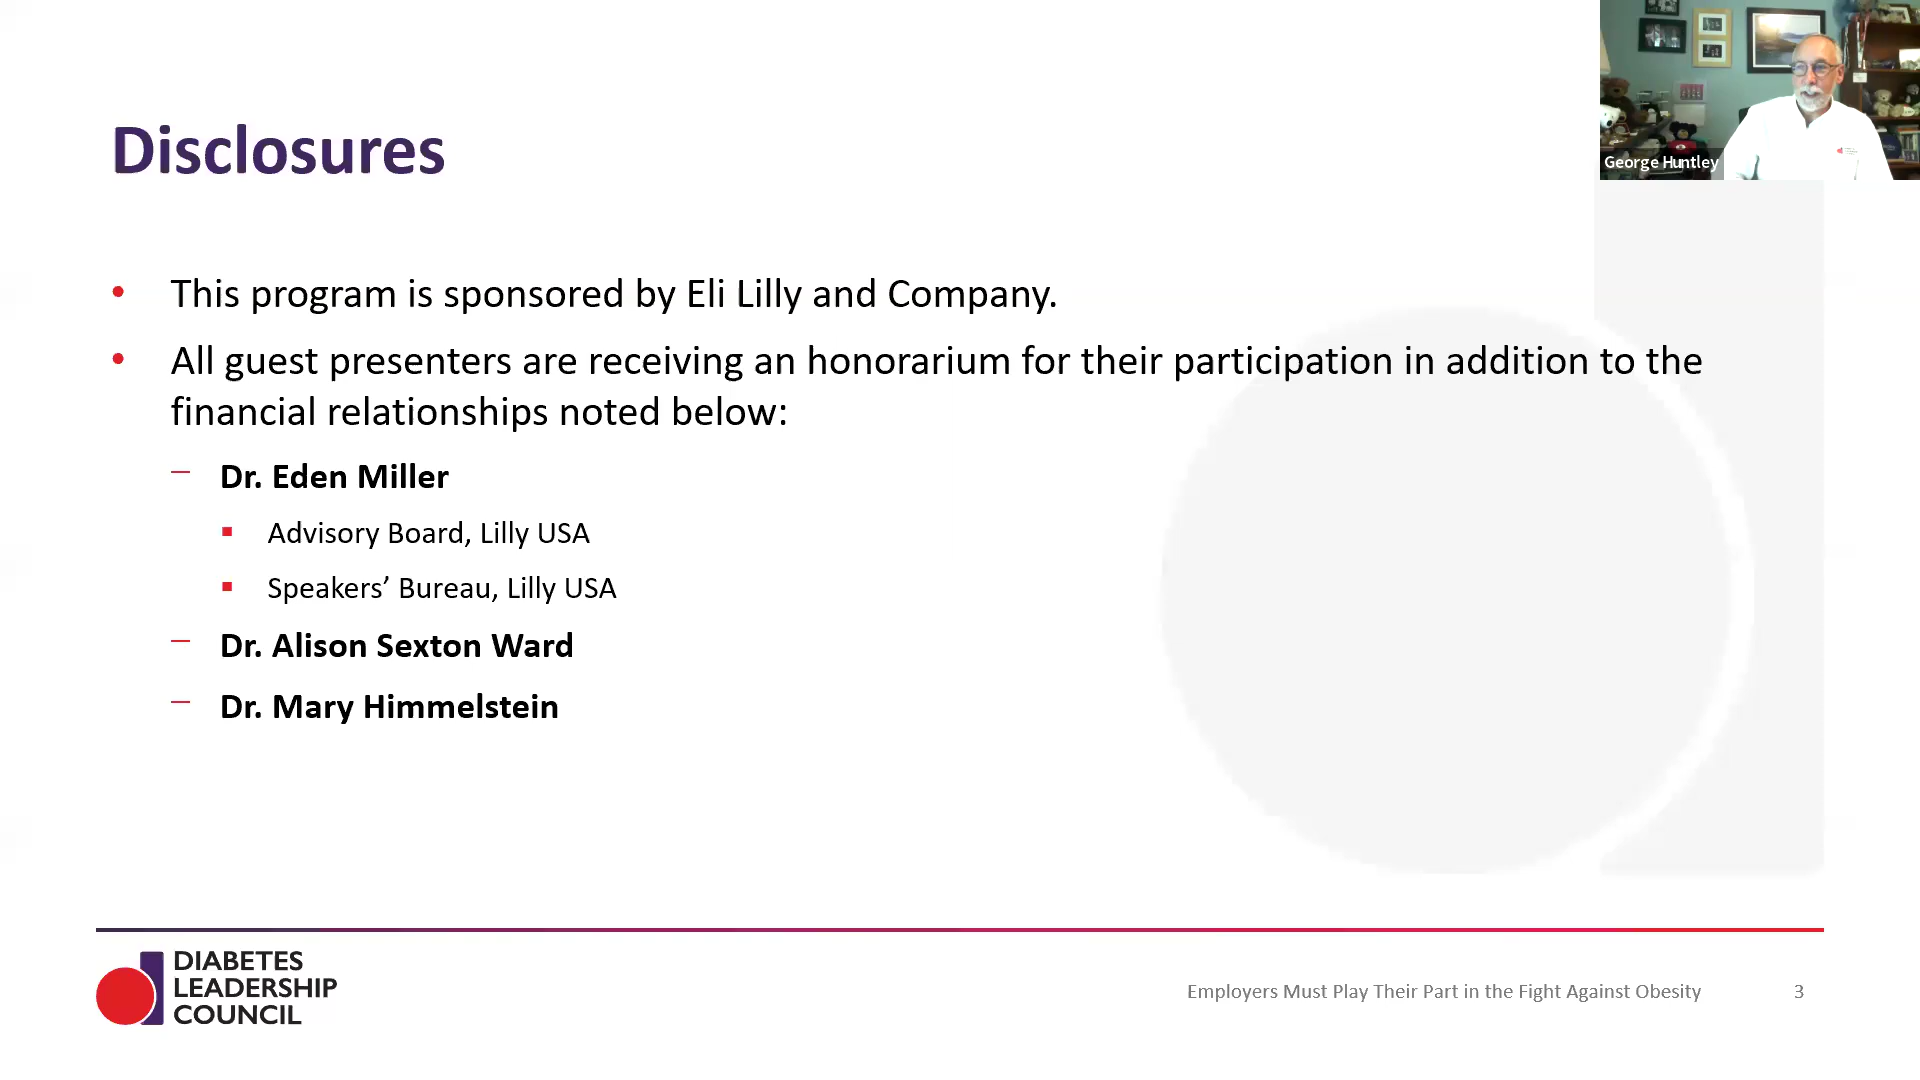 George Huntley
Disclosures
• This program is sponsored by Eli Lilly and Company.
• All guest presenters are receiving an honorarium for their participation in addition to the
financial relationships noted below:
– Dr. Eden Miller
▪ Advisory Board, Lilly USA
▪ Speakers’ Bureau, Lilly USA
– Dr. Alison Sexton Ward
– Dr. Mary Himmelstein
DIABETES
LEADERSHIP
COUNCIL
Employers Must Play Their Part in the Fight Against Obesity
3